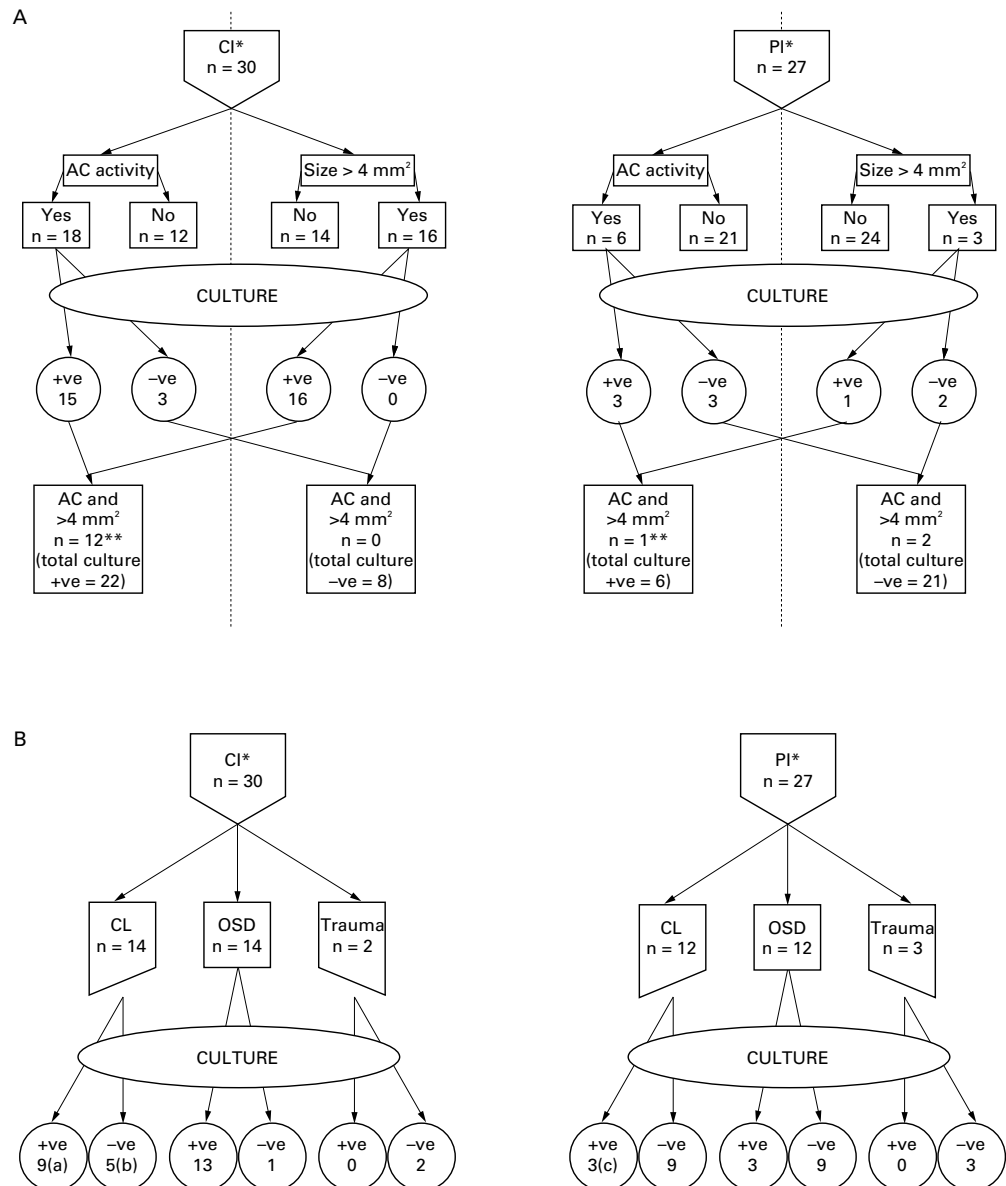 A
CI*
n = 30
AC activity
Size > 4 mm²
Yes
n = 18
No
n = 12
No
n = 14
Yes
n = 16
CULTURE
+ve
15
–ve
3
+ve
16
–ve
0
AC and
>4 mm²
n = 12**
(total culture
+ve = 22)
AC and
>4 mm²
n = 0
(total culture
–ve = 8)
PI*
n = 27
AC activity
Size > 4 mm²
Yes
n = 6
No
n = 21
No
n = 24
Yes
n = 3
CULTURE
+ve
3
–ve
3
+ve
1
–ve
2
AC and
>4 mm²
n = 1**
(total culture
+ve = 6)
AC and
>4 mm²
n = 2
(total culture
–ve = 21)
B
CI*
n = 30
CL
n = 14
OSD
n = 14
Trauma
n = 2
CULTURE
+ve
9(a)
–ve
5(b)
+ve
13
–ve
1
+ve
0
–ve
2
PI*
n = 27
CL
n = 12
OSD
n = 12
Trauma
n = 3
CULTURE
+ve
3(c)
–ve
9
+ve
3
–ve
9
+ve
0
–ve
3